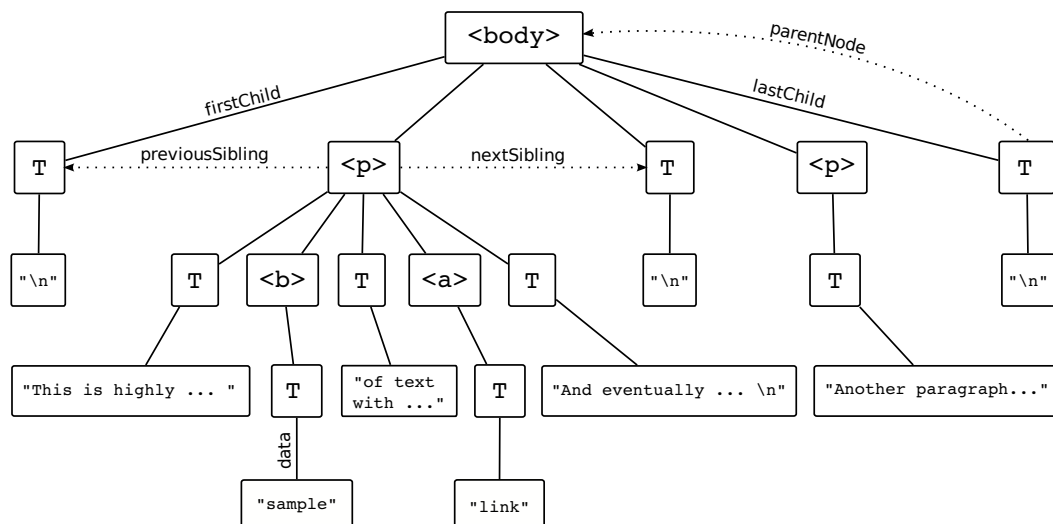 <body>
parentNode
firstChild
lastChild
T
previousSibling
<p>
nextSibling
T
<p>
T
"\n"
T
<b>
T
<a>
T
"\n"
T
"\n"
"This is highly ... "
T
"of text
with ..."
T
"And eventually ... \n"
"Another paragraph..."
data
"sample"
"link"